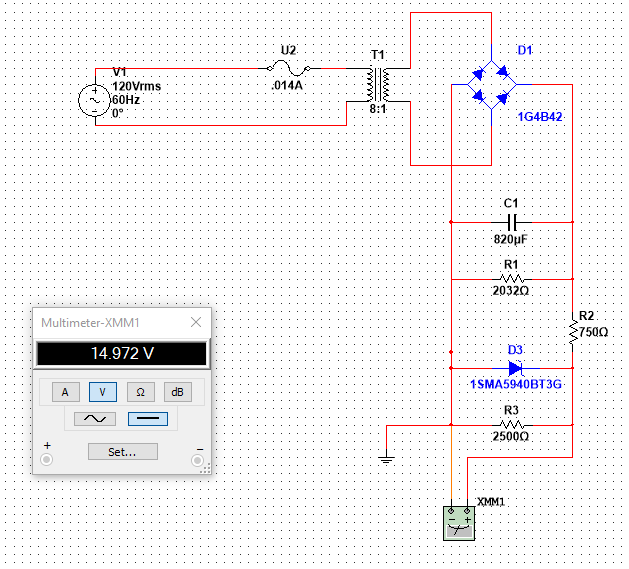 U2
.014A
V1
120Vrms
60Hz
0°
T1
8:1
D1
1G4B42
C1
820µF
R1
2032Ω
R2
750Ω
D3
1SMA5940BT3G
R3
2500Ω
XMM1
- +
Multimeter-XMM1
14.972 V
A V Ω dB
Set...
+ -